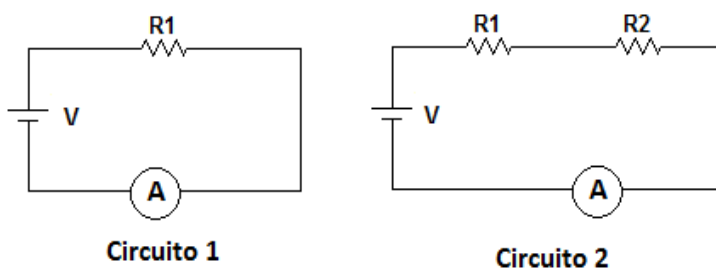 R1
V
A
Circuito 1
R1 R2
V
A
Circuito 2